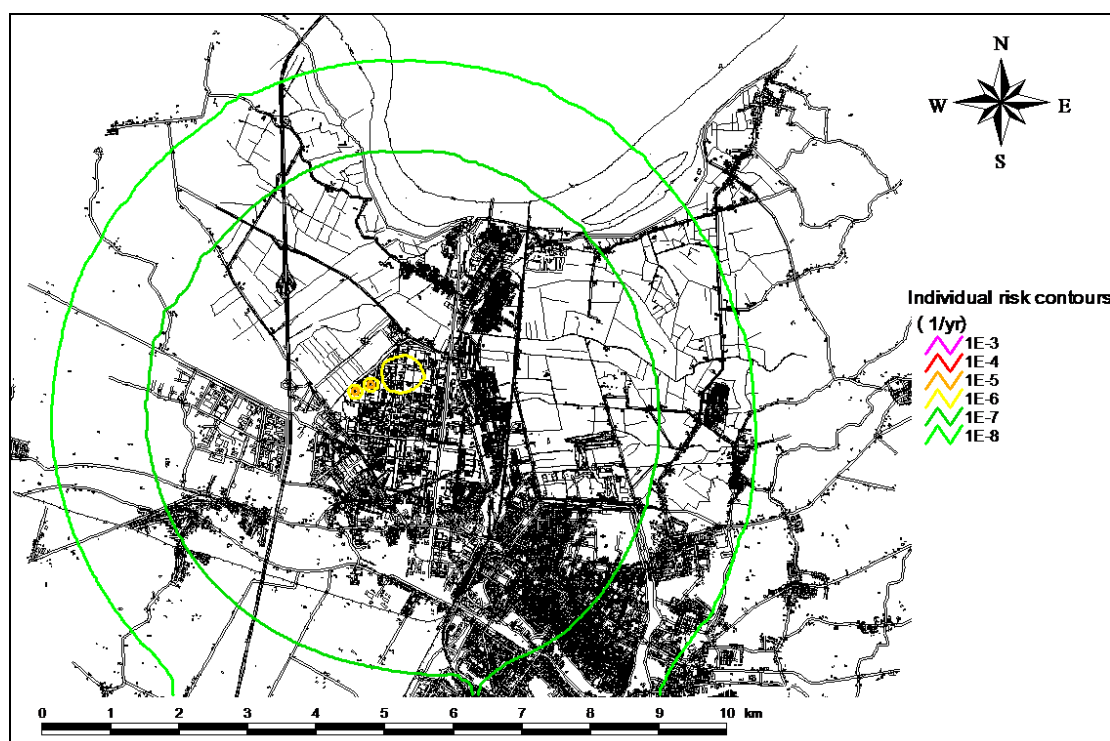 N
W E
S
Individual risk contours
( 1/yr)
1E-3
1E-4
1E-5
1E-6
1E-7
1E-8
0 1 2 3 4 5 6 7 8 9 10 km